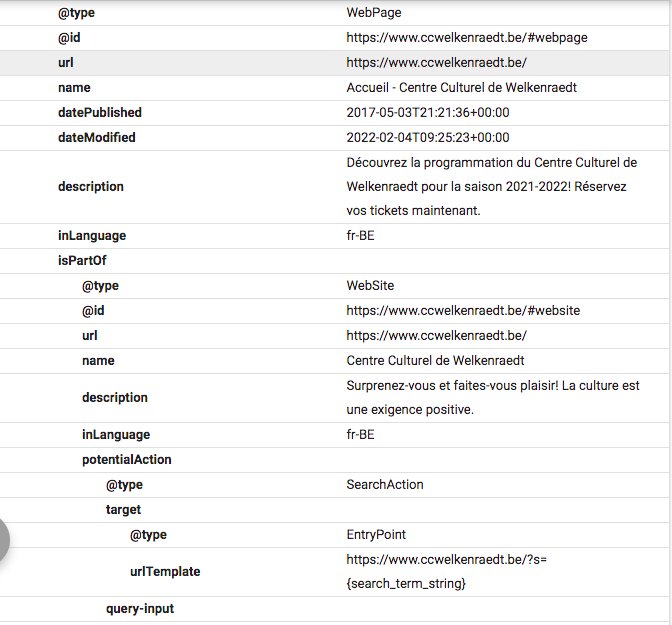 @type WebPage
@id https://www.ccwelkenraedt.be/#webpage
url https://www.ccwelkenraedt.be/
name Accueil - Centre Culturel de Welkenraedt
datePublished 2017-05-03T21:21:36+00:00
dateModified 2022-02-04T09:25:23+00:00
description Découvrez la programmation du Centre Culturel de
Welkenraedt pour la saison 2021-2022! Réservez
vos tickets maintenant.
inLanguage fr-BE
isPartOf
@type WebSite
@id https://www.ccwelkenraedt.be/#website
url https://www.ccwelkenraedt.be/
name Centre Culturel de Welkenraedt
description Surprenez-vous et faites-vous plaisir! La culture est
une exigence positive.
inLanguage fr-BE
potentialAction
@type SearchAction
target
@type EntryPoint
urlTemplate https://www.ccwelkenraedt.be/?s=
{search_term_string}
query-input